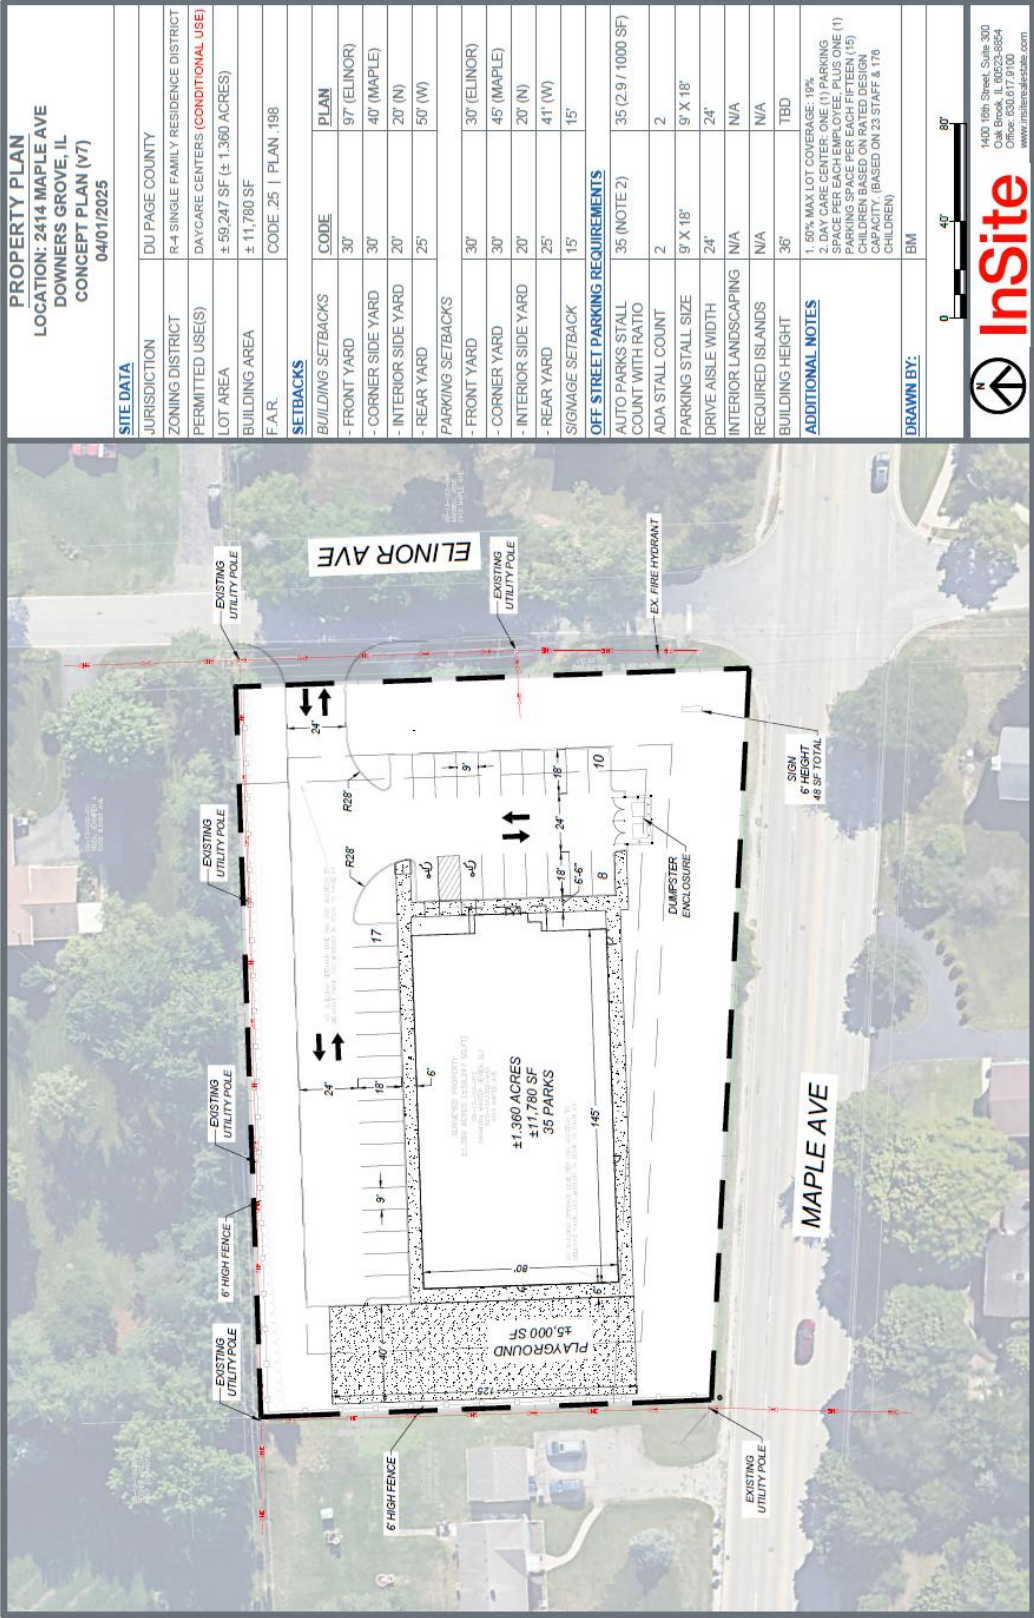 PROPERTY PLAN
LOCATION: 2414 MAPLE AVE
DOWNERS GROVE, IL
CONCEPT PLAN (v7)
04/01/2025
SITE DATA
JURISDICTION DU PAGE COUNTY
ZONING DISTRICT R-4 SINGLE FAMILY RESIDENCE DISTRICT
PERMITTED USE(S) DAYCARE CENTERS (CONDITIONAL USE)
LOT AREA ± 59,247 SF (± 1.360 ACRES)
BUILDING AREA ± 11,780 SF
F.A.R. CODE .25 | PLAN .198
SETBACKS CODE PLAN
BUILDING SETBACKS
- FRONT YARD 30' 97' (ELINOR)
- CORNER SIDE YARD 30' 40' (MAPLE)
- INTERIOR SIDE YARD 20' 20' (N)
- REAR YARD 25' 50' (W)
PARKING SETBACKS
- FRONT YARD 30' 30' (ELINOR)
- CORNER YARD 30' 45' (MAPLE)
- INTERIOR SIDE YARD 20' 20' (N)
- REAR YARD 25' 41' (W)
SIGNAGE SETBACK 15' 15'
OFF STREET PARKING REQUIREMENTS
AUTO PARKS STALL
COUNT WITH RATIO 35 (NOTE 2) 35 (2.9 / 1000 SF)
ADA STALL COUNT 2 2
PARKING STALL SIZE 9' X 18' 9' X 18'
DRIVE AISLE WIDTH 24' 24'
INTERIOR LANDSCAPING N/A N/A
REQUIRED ISLANDS N/A N/A
BUILDING HEIGHT 36' TBD
ADDITIONAL NOTES
1. 50% MAX LOT COVERAGE: 19%
2. DAY CARE CENTER: ONE (1) PARKING
SPACE PER EACH EMPLOYEE, PLUS ONE (1)
PARKING SPACE PER EACH FIFTEEN (15)
CHILDREN BASED ON RATED DESIGN
CAPACITY. (BASED ON 23 STAFF & 176
CHILDREN)
DRAWN BY: BM
0 40' 80'
N
InSite
1400 16th Street, Suite 300
Oak Brook, IL 60523-8854
Office: 630.617.9100
www.insiterealestate.com
EXISTING
UTILITY POLE
6' HIGH FENCE
EXISTING
UTILITY POLE
EXISTING
UTILITY POLE
EXISTING
UTILITY POLE
ELINOR AVE
EXISTING
UTILITY POLE
EX. FIRE HYDRANT
24'
R28'
R28'
17
24'
18'
9'
6'
9'
18'
10
24'
18'
6'-6"
8
DUMPSTER
ENCLOSURE
SIGN
6' HEIGHT
48 SF TOTAL
±1.360 ACRES
±11,780 SF
35 PARKS
145'
80'
6'
6'
PLAYGROUND
±5,000 SF
40'
125'
6' HIGH FENCE
EXISTING
UTILITY POLE
MAPLE AVE